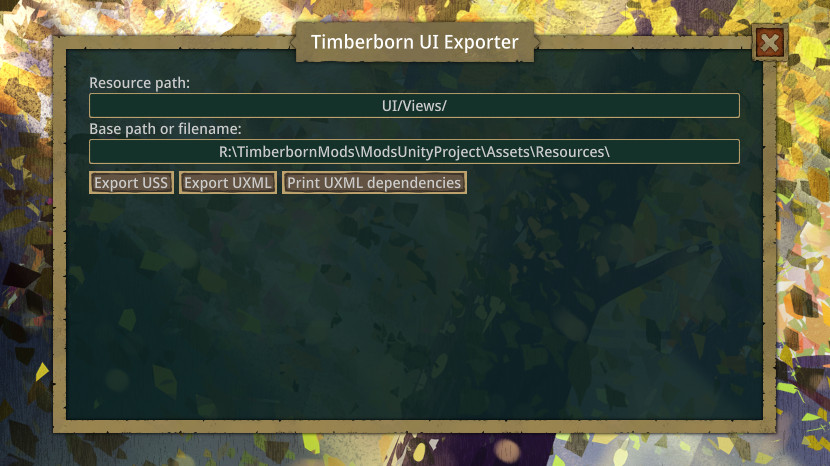 Timberborn UI Exporter
Resource path:
UI/Views/
Base path or filename:
R:\TimberbornMods\ModsUnityProject\Assets\Resources\
Export USS Export UXML Print UXML dependencies